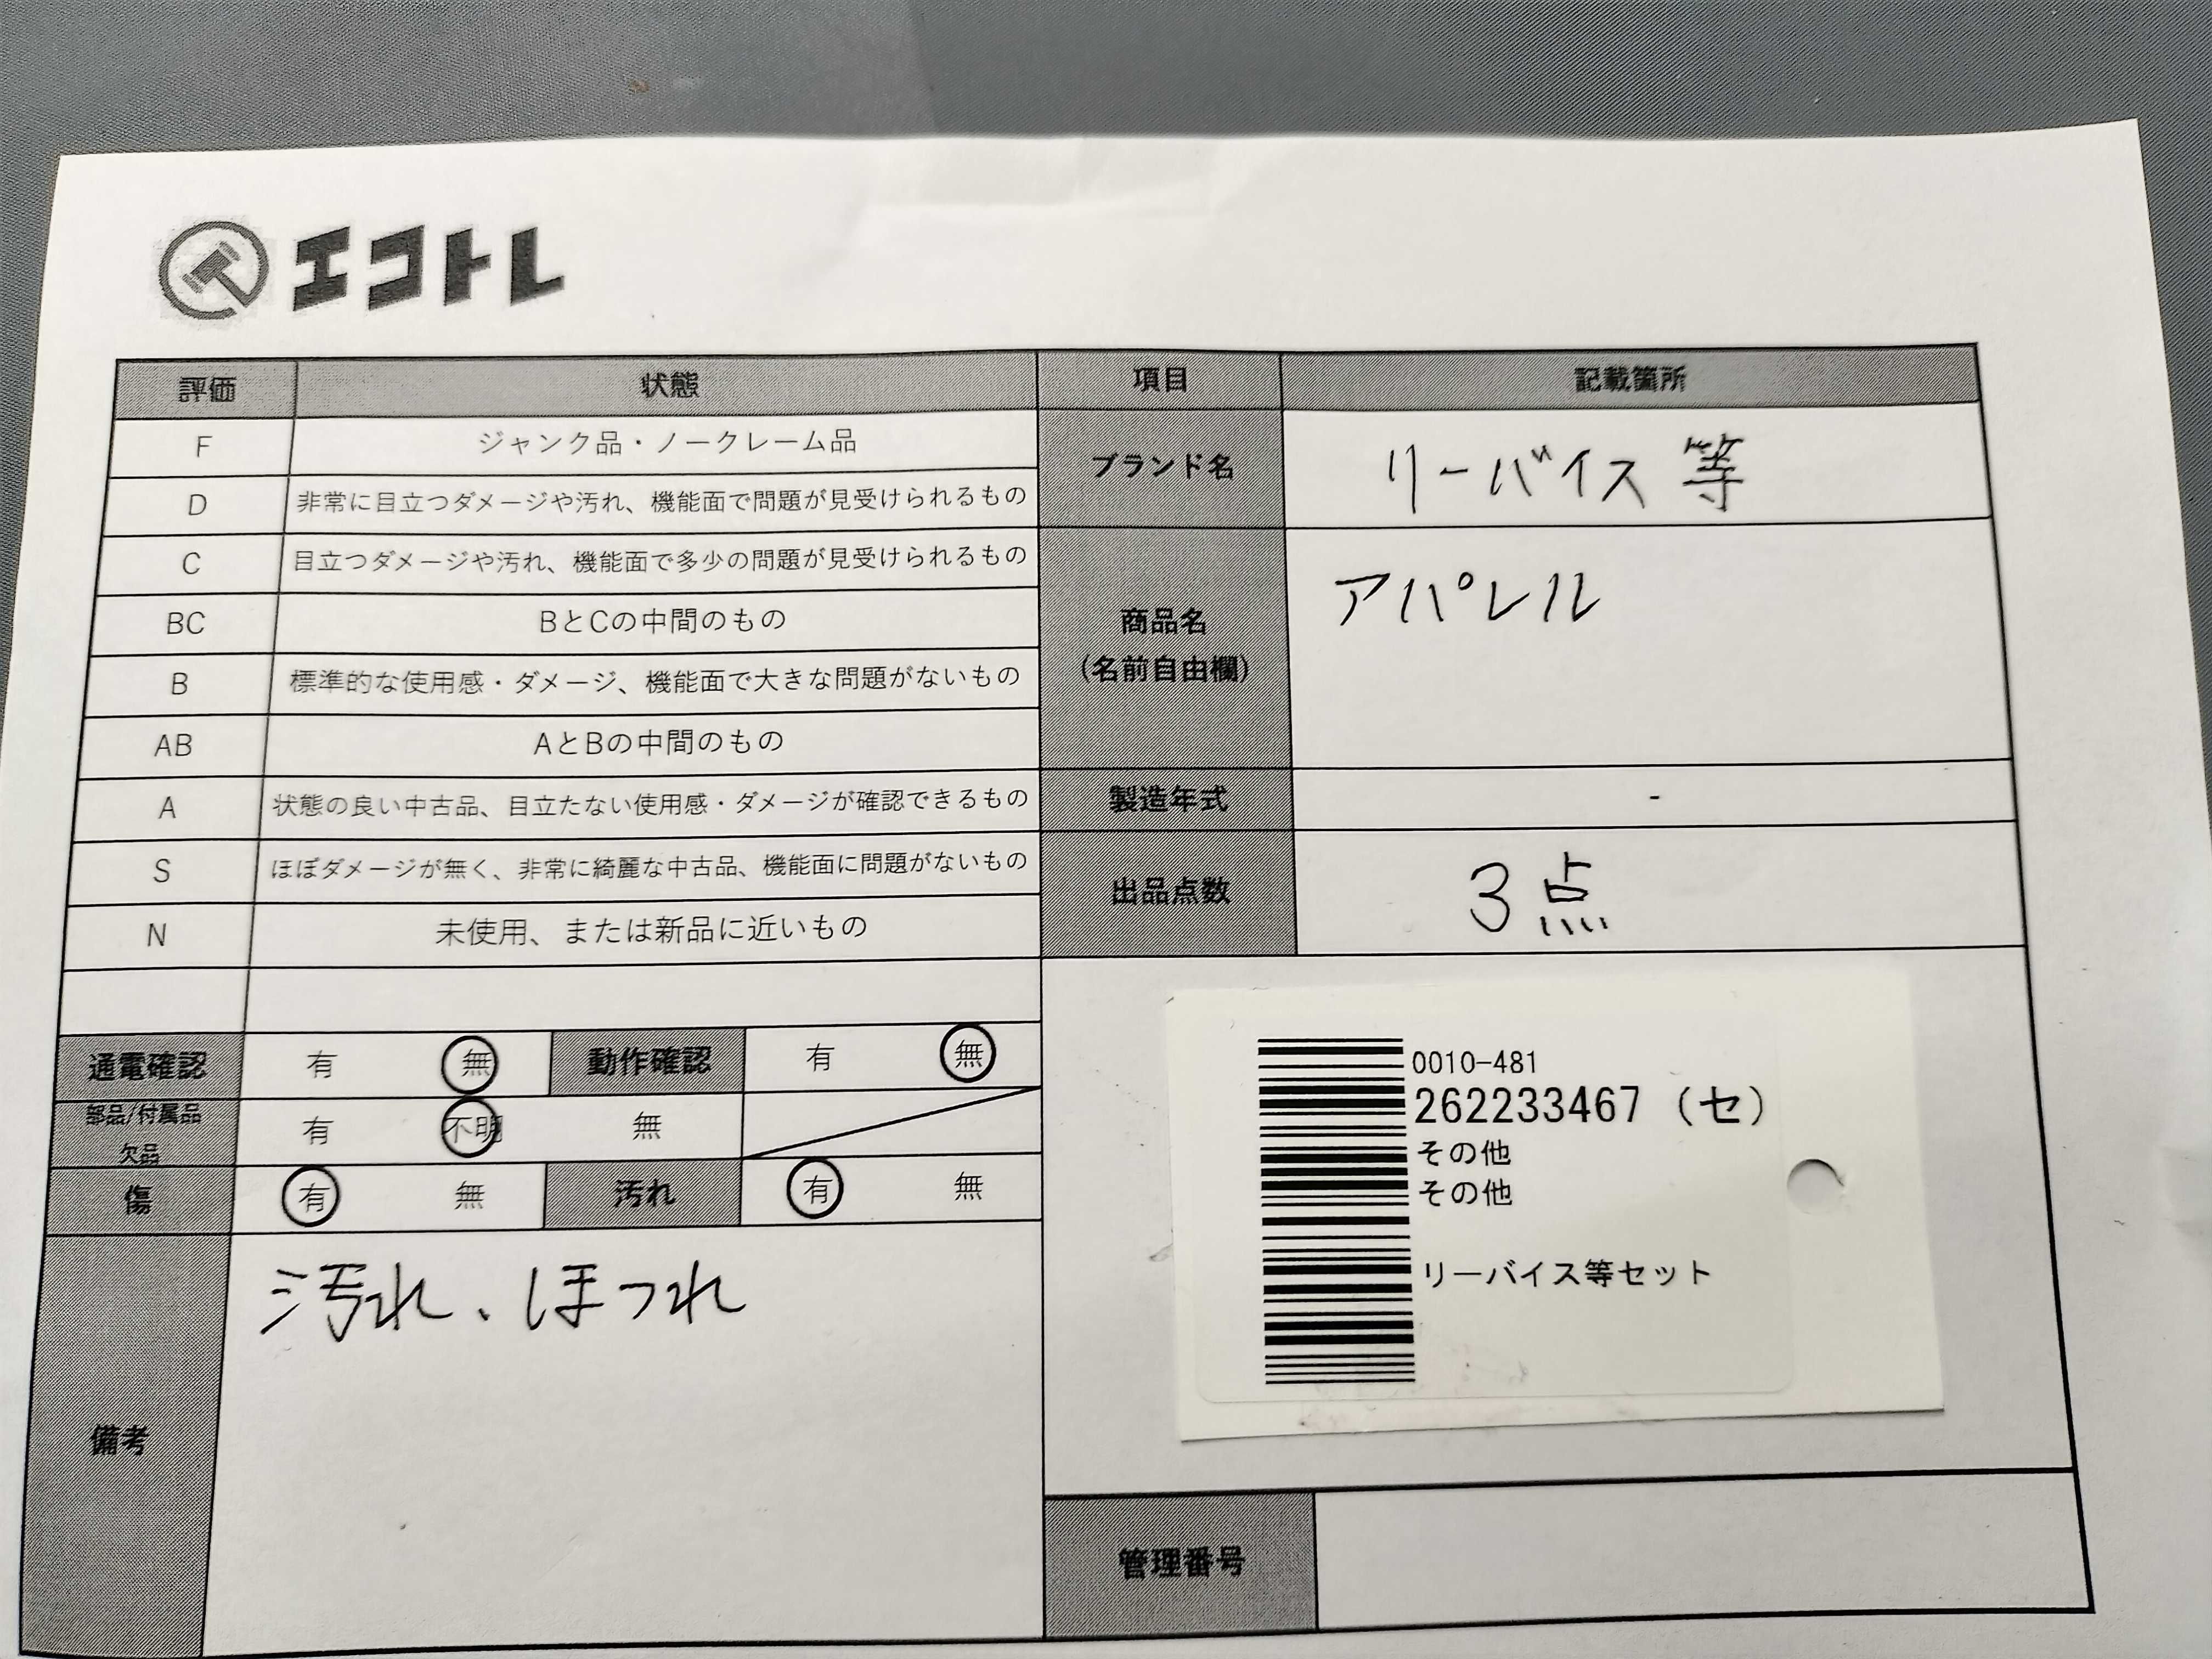 エコトレ
評価 状態
F ジャンク品・ノークレーム品
D 非常に目立つダメージや汚れ、機能面で問題が見受けられるもの
C 目立つダメージや汚れ、機能面で多少の問題が見受けられるもの
BC BとCの中間のもの
B 標準的な使用感・ダメージ、機能面で大きな問題がないもの
AB AとBの中間のもの
A 状態の良い中古品、目立たない使用感・ダメージが確認できるもの
S ほぼダメージが無く、非常に綺麗な中古品、機能面に問題がないもの
N 未使用、または新品に近いもの
通電確認 有 無 動作確認 有 無
部品/付属品
欠品 有 不明 無
傷 有 無 汚れ 有 無
備考 汚れ、ほつれ
項目 記載箇所
ブランド名 リーバイス 等
商品名
(名前自由欄) アパレル
製造年式 -
出品点数 3点
0010-481
262233467 (セ)
その他
その他
リーバイス等セット
管理番号